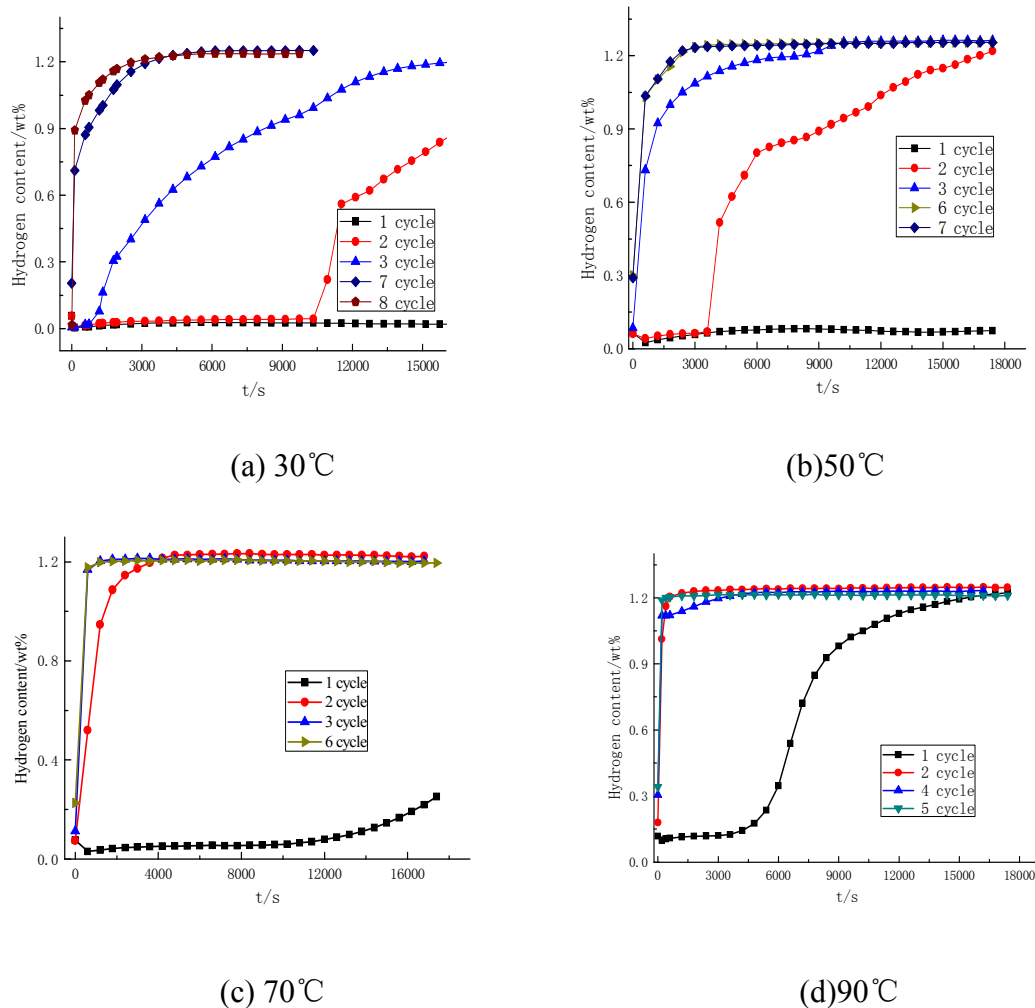 1.2
0.9
0.6
0.3
0.0
Hydrogen content/wt%
1 cycle
2 cycle
3 cycle
7 cycle
8 cycle
0 3000 6000 9000 12000 15000
t/s
(a) 30℃
1.2
0.9
0.6
0.3
0.0
Hydrogen content/wt%
1 cycle
2 cycle
3 cycle
6 cycle
7 cycle
0 3000 6000 9000 12000 15000 18000
t/s
(b)50℃
1.2
0.8
0.4
0.0
Hydrogen content/wt%
1 cycle
2 cycle
3 cycle
6 cycle
0 4000 8000 12000 16000
t/s
(c) 70℃
1.2
0.9
0.6
0.3
0.0
Hydrogen content/wt%
1 cycle
2 cycle
4 cycle
5 cycle
0 3000 6000 9000 12000 15000 18000
t/s
(d)90℃